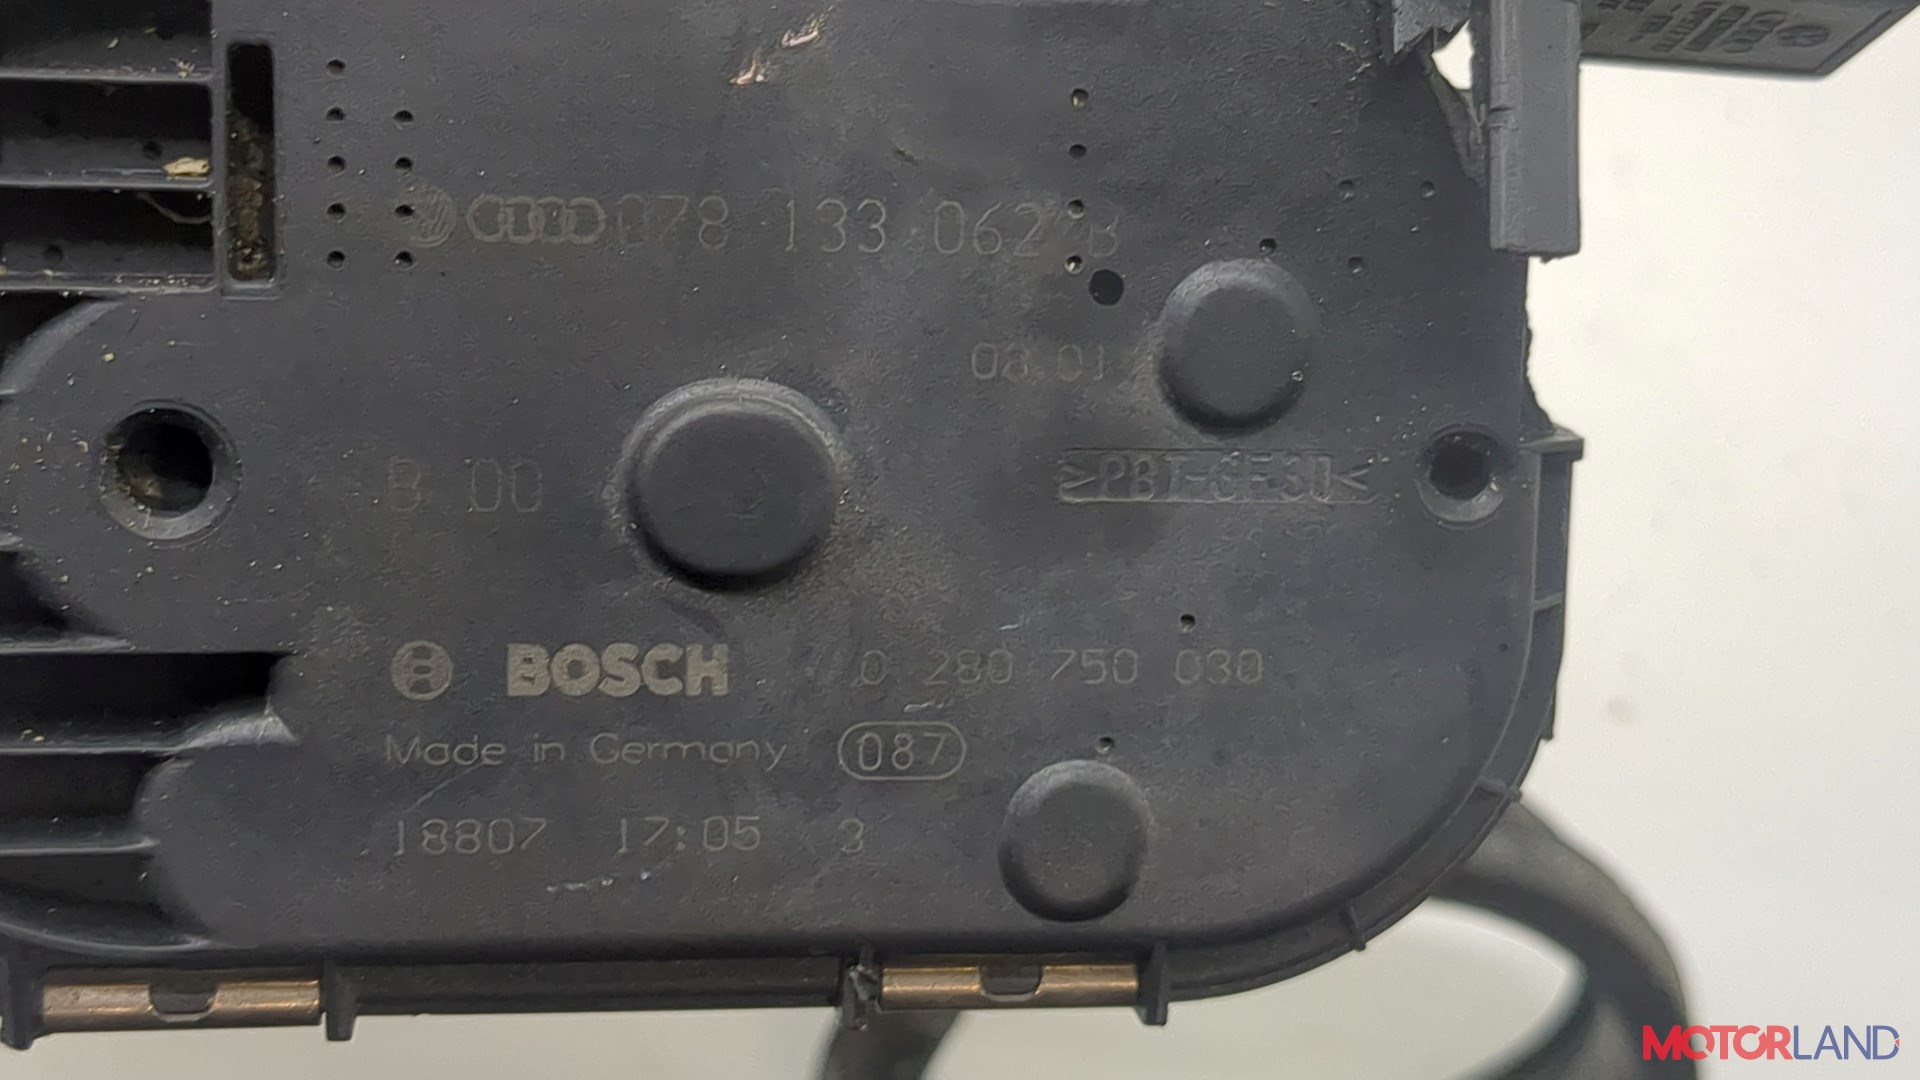 078 133 062 B
08.01
B 00
>PBT-GF30<
BOSCH 0 280 750 030
Made in Germany 087
18807 17:05 3
MOTORLAND